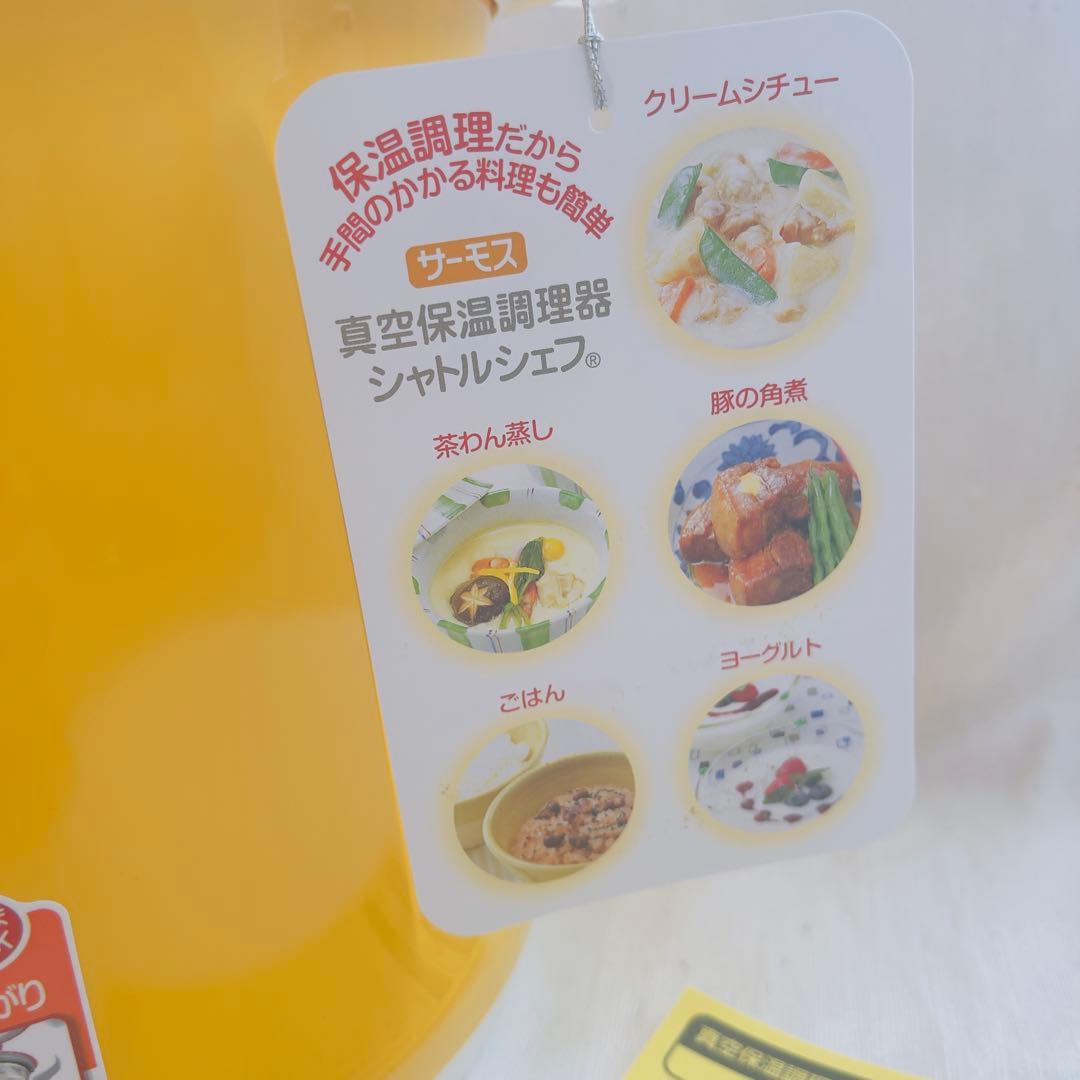 保温調理だから
手間のかかる料理も簡単
サーモス
真空保温調理器
シャトルシェフ®
クリームシチュー
茶わん蒸し
豚の角煮
ごはん
ヨーグルト
がり
真空保温調理